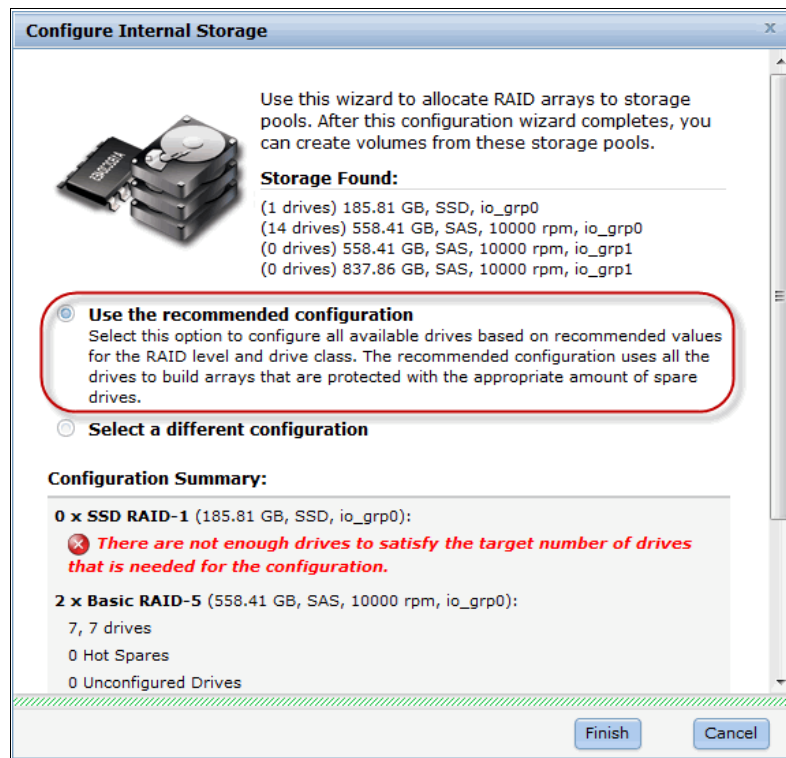 Configure Internal Storage
x
Use this wizard to allocate RAID arrays to storage
pools. After this configuration wizard completes, you
can create volumes from these storage pools.
Storage Found:
(1 drives) 185.81 GB, SSD, io_grp0
(14 drives) 558.41 GB, SAS, 10000 rpm, io_grp0
(0 drives) 558.41 GB, SAS, 10000 rpm, io_grp1
(0 drives) 837.86 GB, SAS, 10000 rpm, io_grp1
Use the recommended configuration
Select this option to configure all available drives based on recommended values
for the RAID level and drive class. The recommended configuration uses all the
drives to build arrays that are protected with the appropriate amount of spare
drives.
Select a different configuration
Configuration Summary:
0 x SSD RAID-1 (185.81 GB, SSD, io_grp0):
There are not enough drives to satisfy the target number of drives
that is needed for the configuration.
2 x Basic RAID-5 (558.41 GB, SAS, 10000 rpm, io_grp0):
7, 7 drives
0 Hot Spares
0 Unconfigured Drives
Finish
Cancel